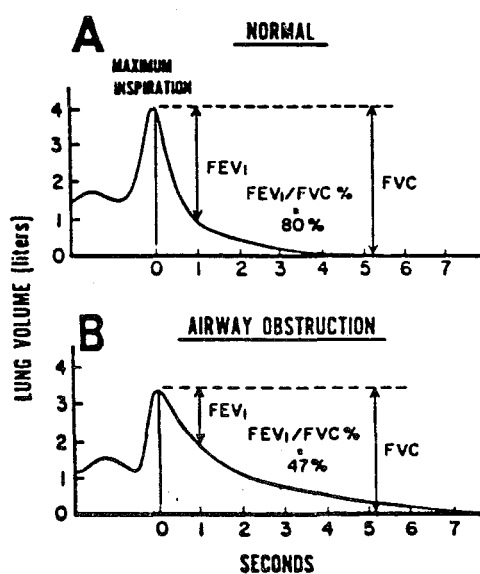 A
NORMAL
MAXIMUM
INSPIRATION
4
3
2
1
0
FEV₁
FEV₁/FVC %
=
80%
FVC
0 1 2 3 4 5 6 7
LUNG VOLUME (liters)
B
AIRWAY OBSTRUCTION
4
3
2
1
0
FEV₁
FEV₁/FVC %
=
47%
FVC
0 1 2 3 4 5 6 7
SECONDS